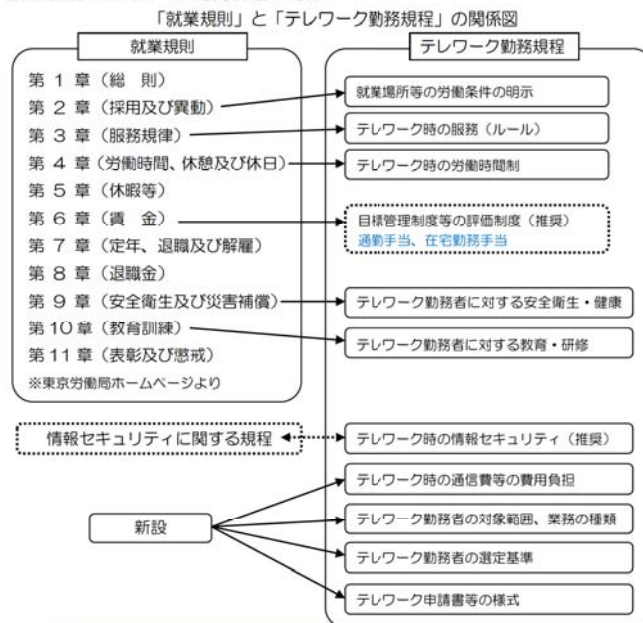 「就業規則」と「テレワーク勤務規程」の関係図
就業規則
第 1 章（総　則）
第 2 章（採用及び異動）
第 3 章（服務規律）
第 4 章（労働時間、休憩及び休日）
第 5 章（休暇等）
第 6 章（賃　金）
第 7 章（定年、退職及び解雇）
第 8 章（退職金）
第 9 章（安全衛生及び災害補償）
第 10 章（教育訓練）
第 11 章（表彰及び懲戒）
※東京労働局ホームページより
情報セキュリティに関する規程
新設
テレワーク勤務規程
就業場所等の労働条件の明示
テレワーク時の服務（ルール）
テレワーク時の労働時間制
目標管理制度等の評価制度（推奨）
通勤手当、在宅勤務手当
テレワーク勤務者に対する安全衛生・健康
テレワーク勤務者に対する教育・研修
テレワーク時の情報セキュリティ（推奨）
テレワーク時の通信費等の費用負担
テレワーク勤務者の対象範囲、業務の種類
テレワーク勤務者の選定基準
テレワーク申請書等の様式